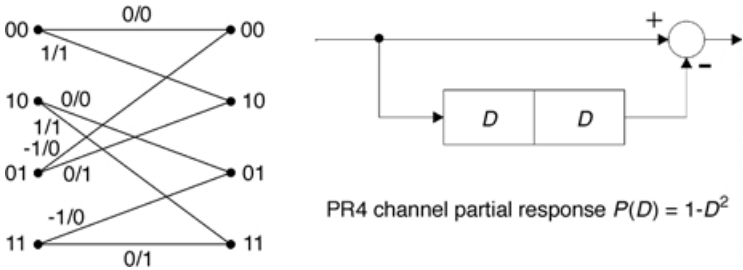 0/0
00 00
1/1
10 0/0 10
1/1
-1/0
01 0/1 01
-1/0
11 11
0/1
+
-
D D
PR4 channel partial response P(D) = 1-D²